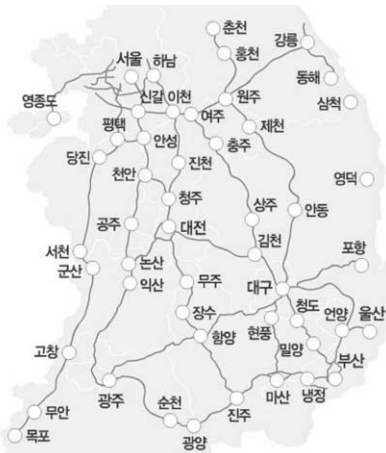 춘천
홍천
강릉
서울
하남
동해
영종도
신갈
이천
원주
삼척
여주
평택
안성
제천
당진
충주
진천
천안
영덕
청주
상주
안동
공주
대전
김천
포항
서천
논산
군산
익산
무주
대구
장수
청도
언양
울산
함양
현풍
고창
밀양
부산
광주
무안
순천
진주
마산
냉정
목포
광양